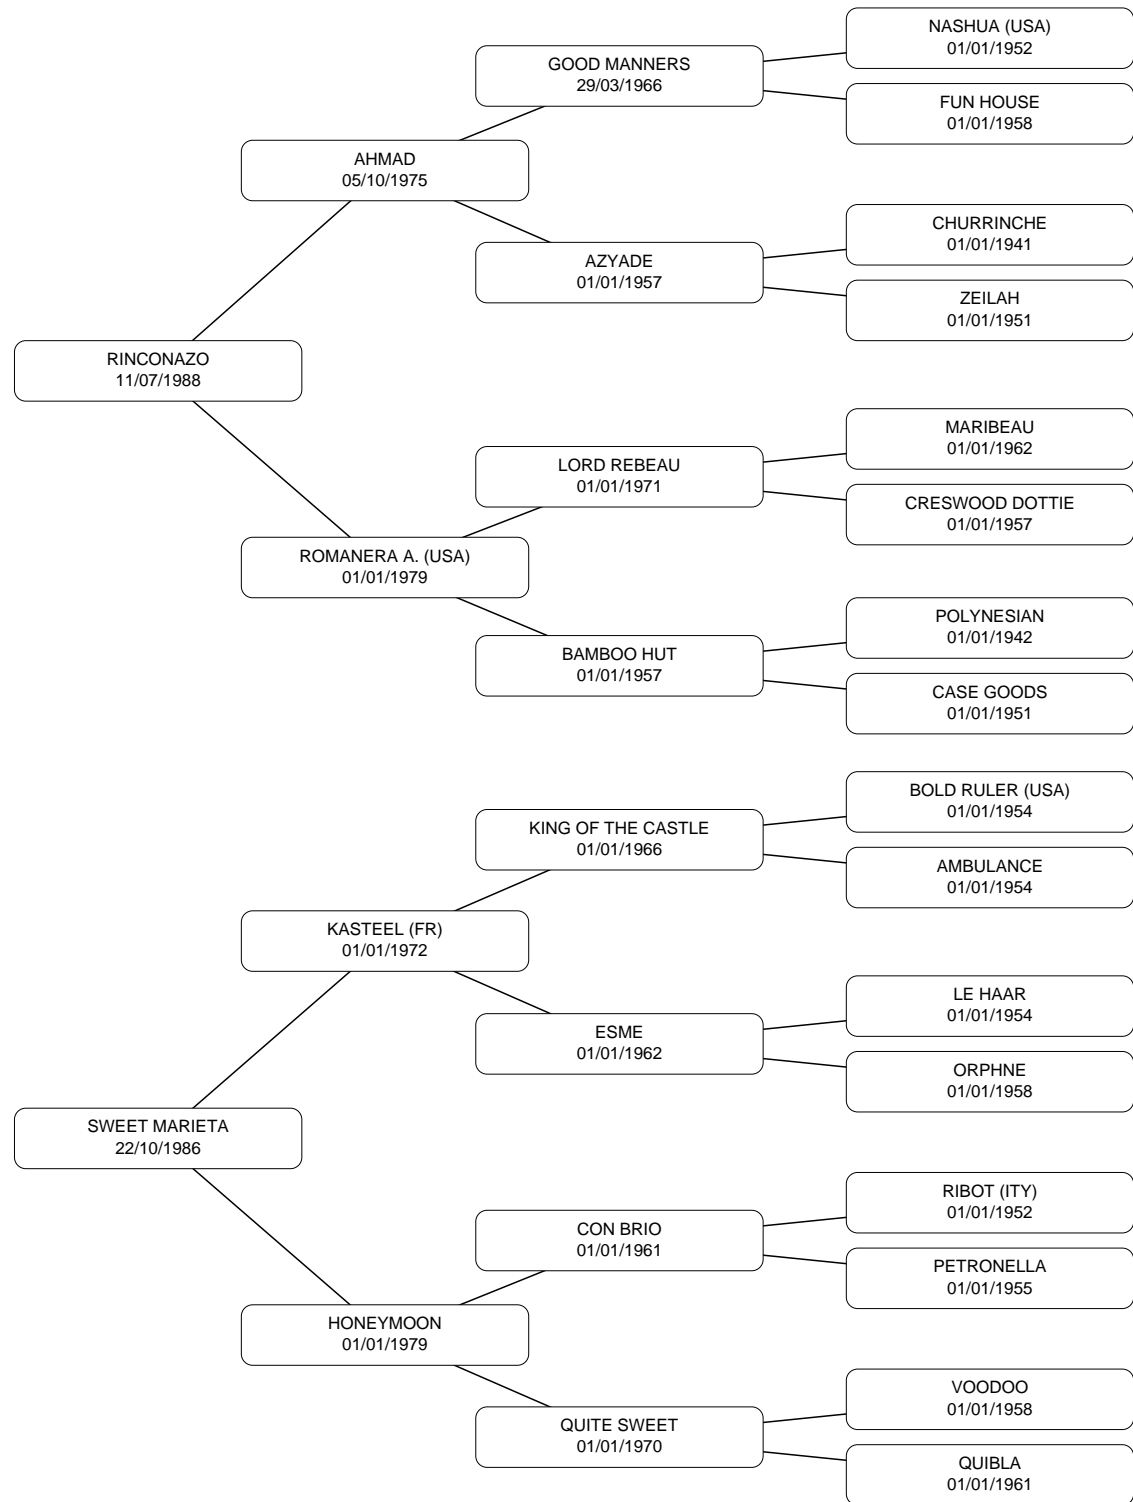 NASHUA (USA)
01/01/1952
GOOD MANNERS
29/03/1966
FUN HOUSE
01/01/1958
AHMAD
05/10/1975
CHURRINCHE
01/01/1941
AZYADE
01/01/1957
ZEILAH
01/01/1951
RINCONAZO
11/07/1988
MARIBEAU
01/01/1962
LORD REBEAU
01/01/1971
CRESWOOD DOTTIE
01/01/1957
ROMANERA A. (USA)
01/01/1979
POLYNESIAN
01/01/1942
BAMBOO HUT
01/01/1957
CASE GOODS
01/01/1951
BOLD RULER (USA)
01/01/1954
KING OF THE CASTLE
01/01/1966
AMBULANCE
01/01/1954
KASTEEL (FR)
01/01/1972
LE HAAR
01/01/1954
ESME
01/01/1962
ORPHNE
01/01/1958
SWEET MARIETA
22/10/1986
RIBOT (ITY)
01/01/1952
CON BRIO
01/01/1961
PETRONELLA
01/01/1955
HONEYMOON
01/01/1979
VOODOO
01/01/1958
QUITE SWEET
01/01/1970
QUIBLA
01/01/1961